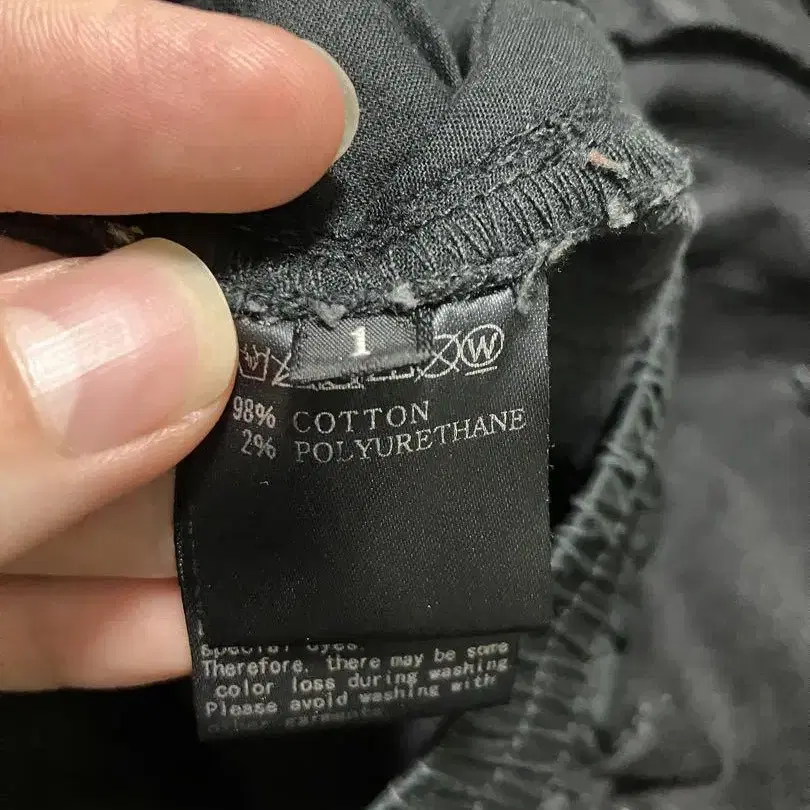 1
W
98% COTTON
2% POLYURETHANE
Therefore, there may be some
color loss during washing
Please avoid washing with